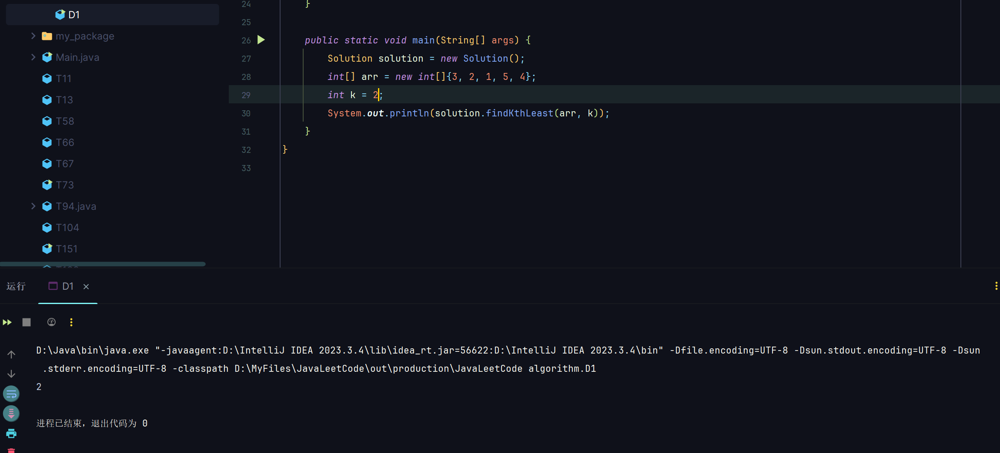 D1
my_package
Main.java
T11
T13
T58
T66
T67
T73
T94.java
T104
T151
24 }
25
26 public static void main(String[] args) {
27 Solution solution = new Solution();
28 int[] arr = new int[]{3, 2, 1, 5, 4};
29 int k = 2;
30 System.out.println(solution.findKthLeast(arr, k));
31 }
32 }
33
运行 D1 ×
D:\Java\bin\java.exe "-javaagent:D:\IntelliJ IDEA 2023.3.4\lib\idea_rt.jar=56622:D:\IntelliJ IDEA 2023.3.4\bin" -Dfile.encoding=UTF-8 -Dsun.stdout.encoding=UTF-8 -Dsun
.stderr.encoding=UTF-8 -classpath D:\MyFiles\JavaLeetCode\out\production\JavaLeetCode algorithm.D1
2
进程已结束，退出代码为 0